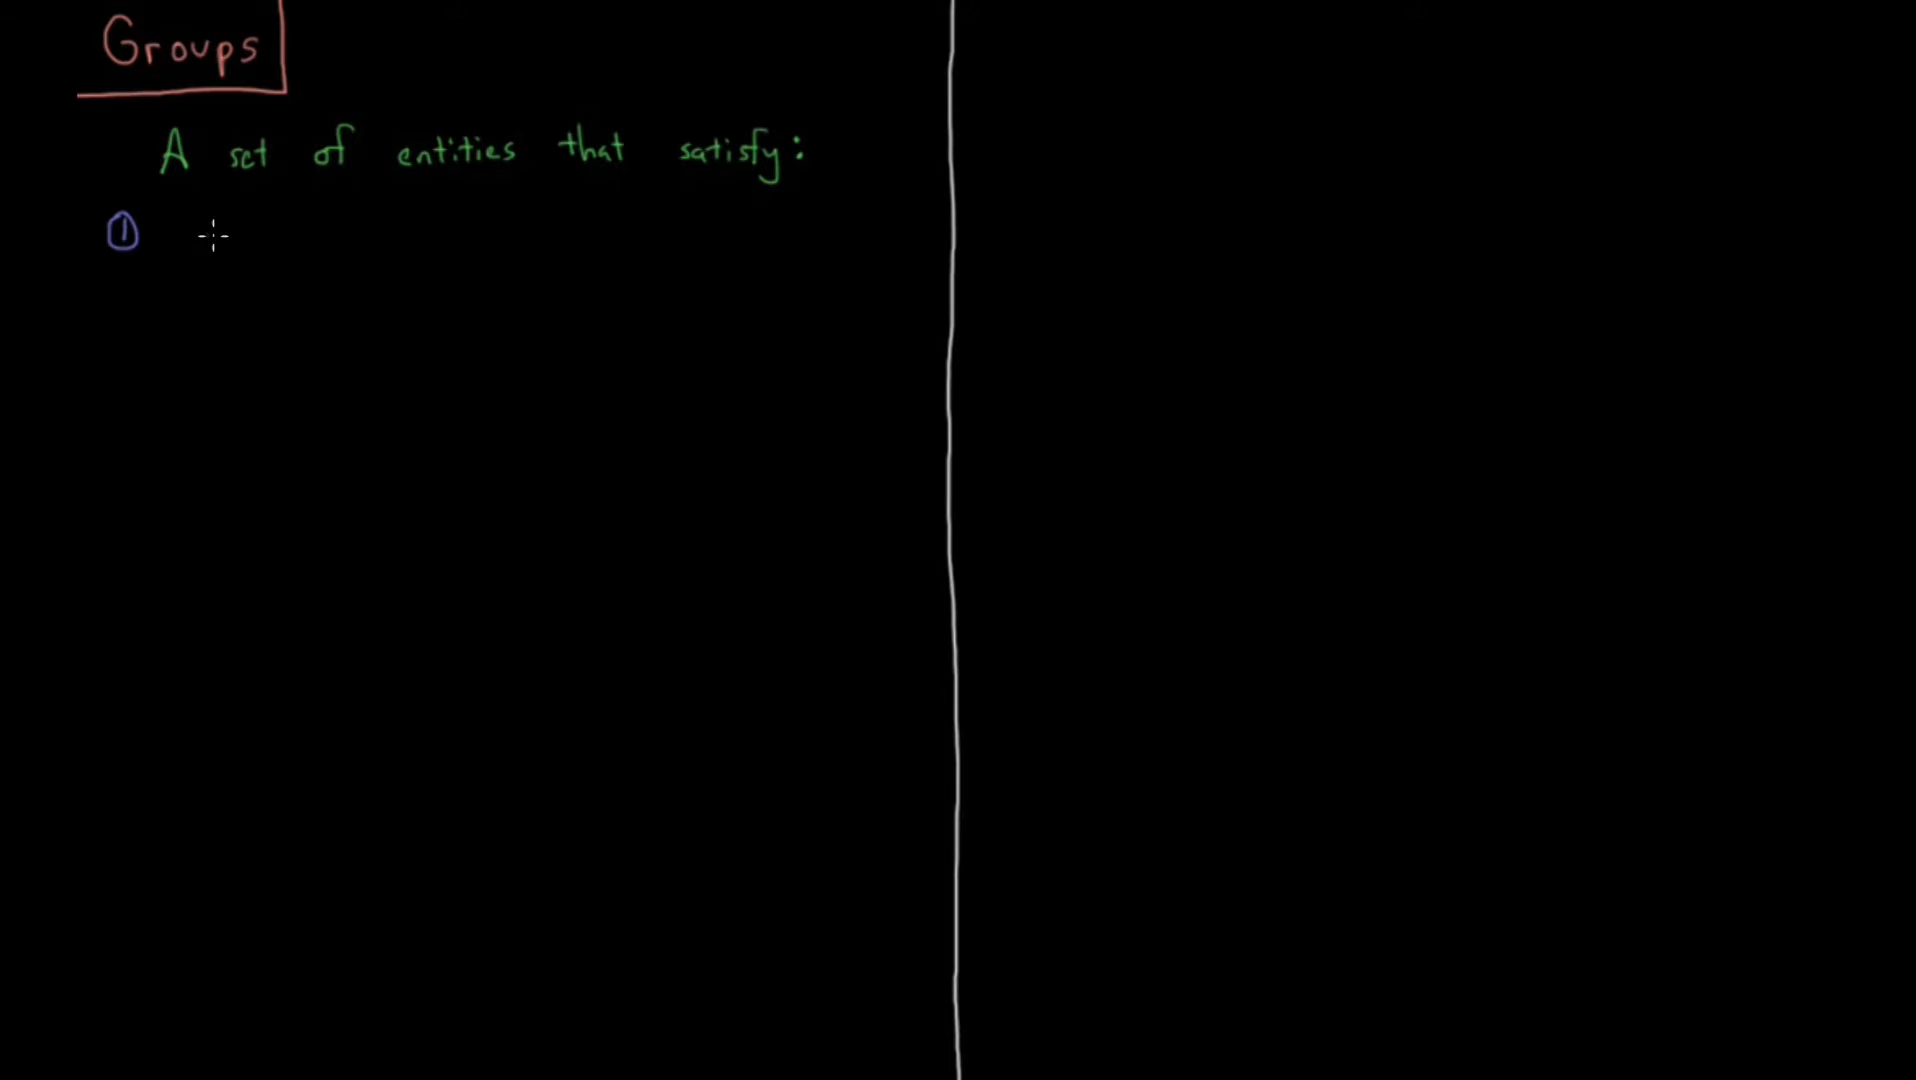 Groups
A set of entities that satisfy:
①